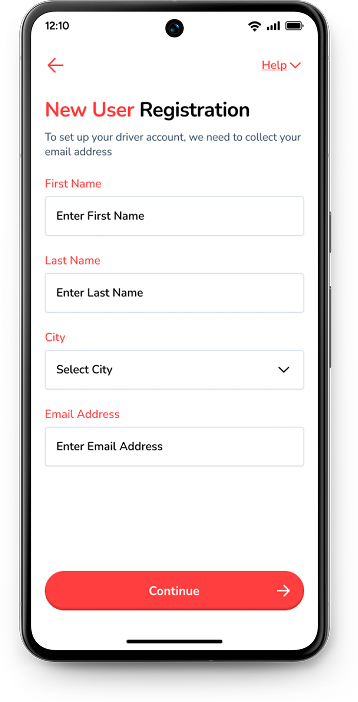 12:10
Help
New User Registration
To set up your driver account, we need to collect your
email address
First Name
Enter First Name
Last Name
Enter Last Name
City
Select City
Email Address
Enter Email Address
Continue